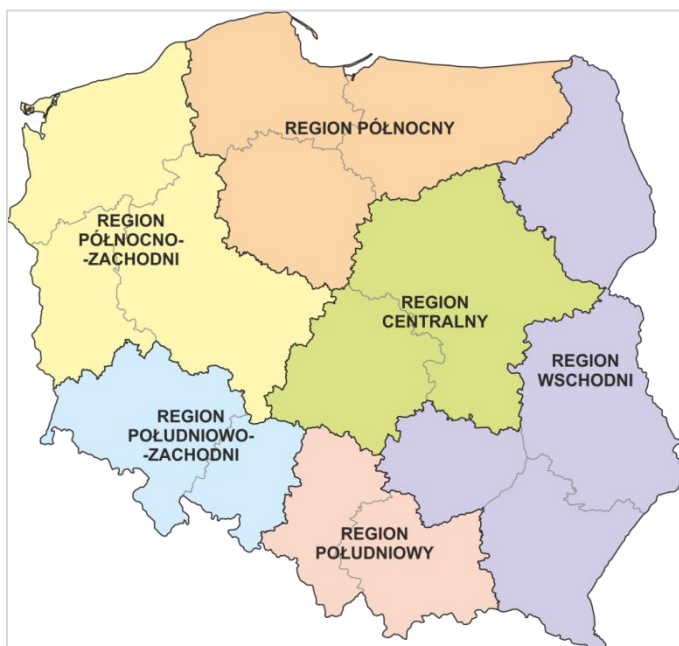 REGION PÓŁNOCNY
REGION
PÓŁNOCNO-
-ZACHODNI
REGION
CENTRALNY
REGION
WSCHODNI
REGION
POŁUDNIOWO-
-ZACHODNI
REGION
POŁUDNIOWY